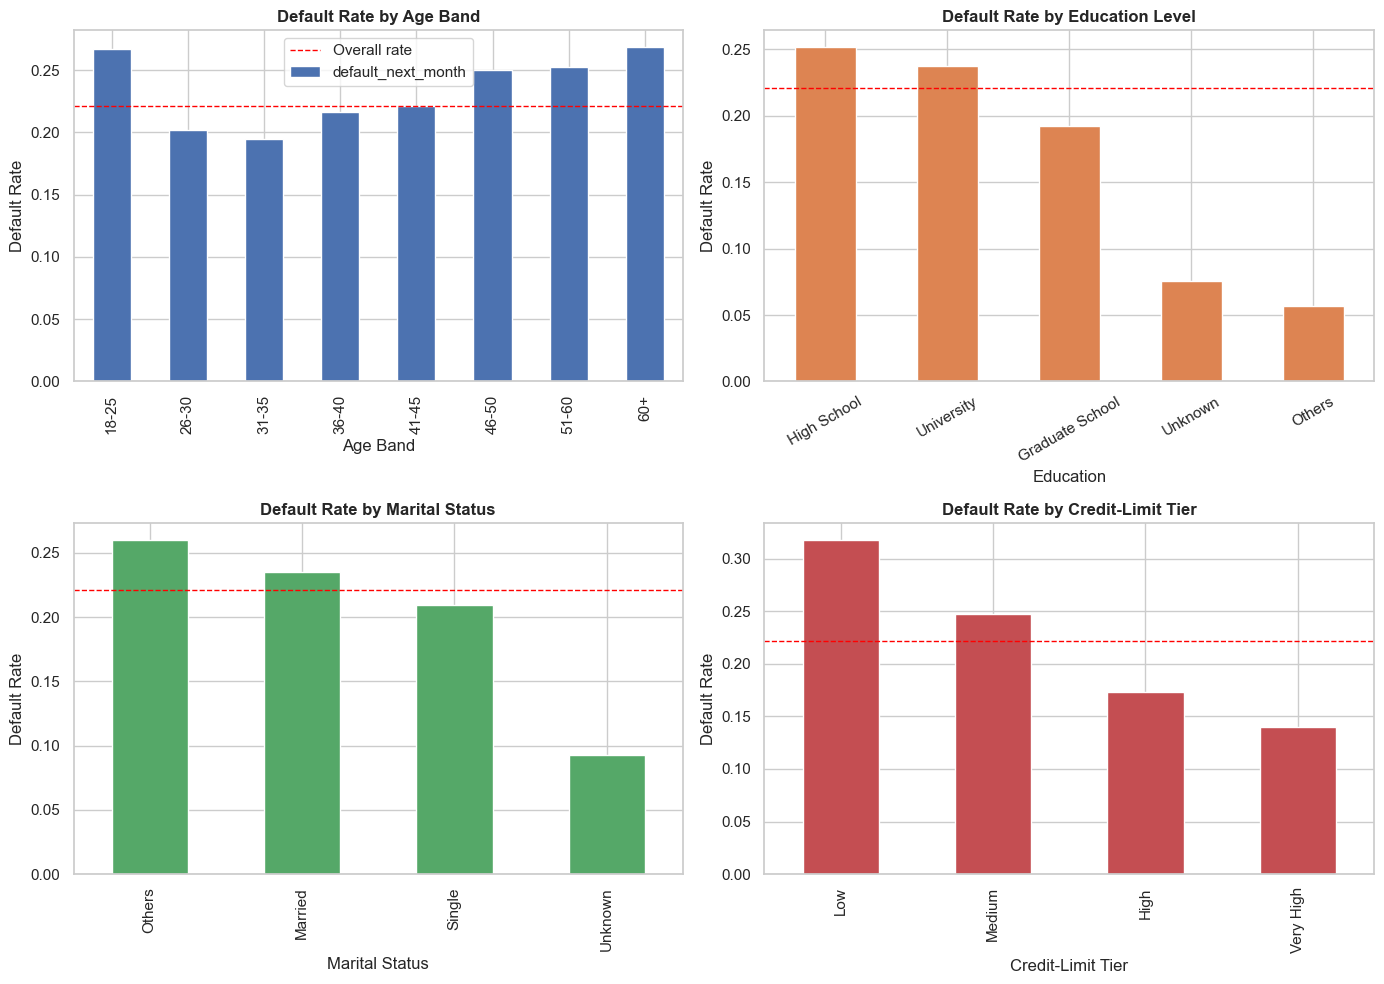 Default Rate by Age Band
Overall rate
default_next_month
Default Rate
0.25
0.20
0.15
0.10
0.05
0.00
18-25
26-30
31-35
36-40
41-45
46-50
51-60
60+
Age Band
Default Rate by Education Level
Default Rate
0.25
0.20
0.15
0.10
0.05
0.00
High School
University
Graduate School
Unknown
Others
Education
Default Rate by Marital Status
Default Rate
0.25
0.20
0.15
0.10
0.05
0.00
Others
Married
Single
Unknown
Marital Status
Default Rate by Credit-Limit Tier
Default Rate
0.30
0.25
0.20
0.15
0.10
0.05
0.00
Low
Medium
High
Very High
Credit-Limit Tier